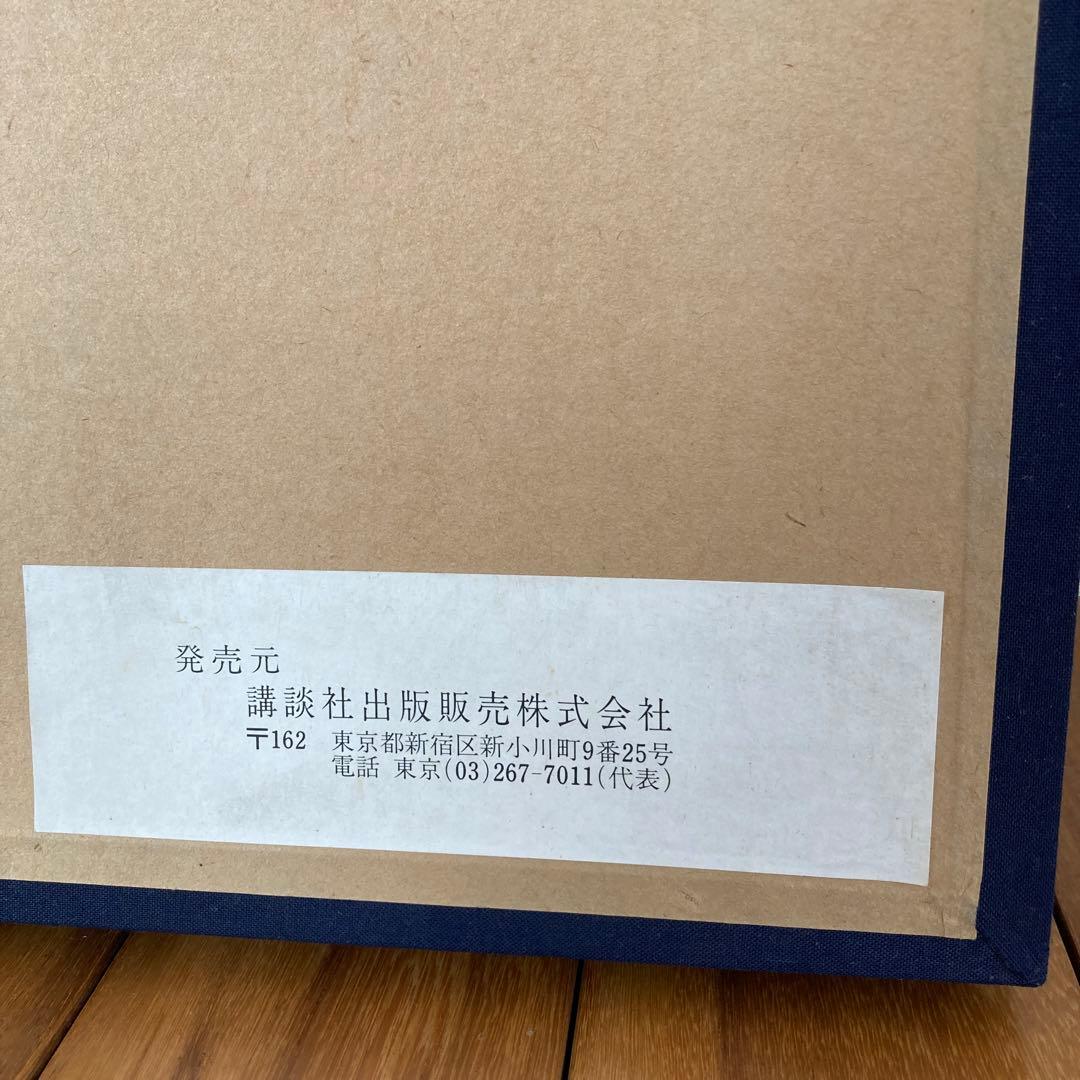 発売元
講談社出版販売株式会社
〒162 東京都新宿区新小川町9番25号
電話 東京(03)267-7011(代表)